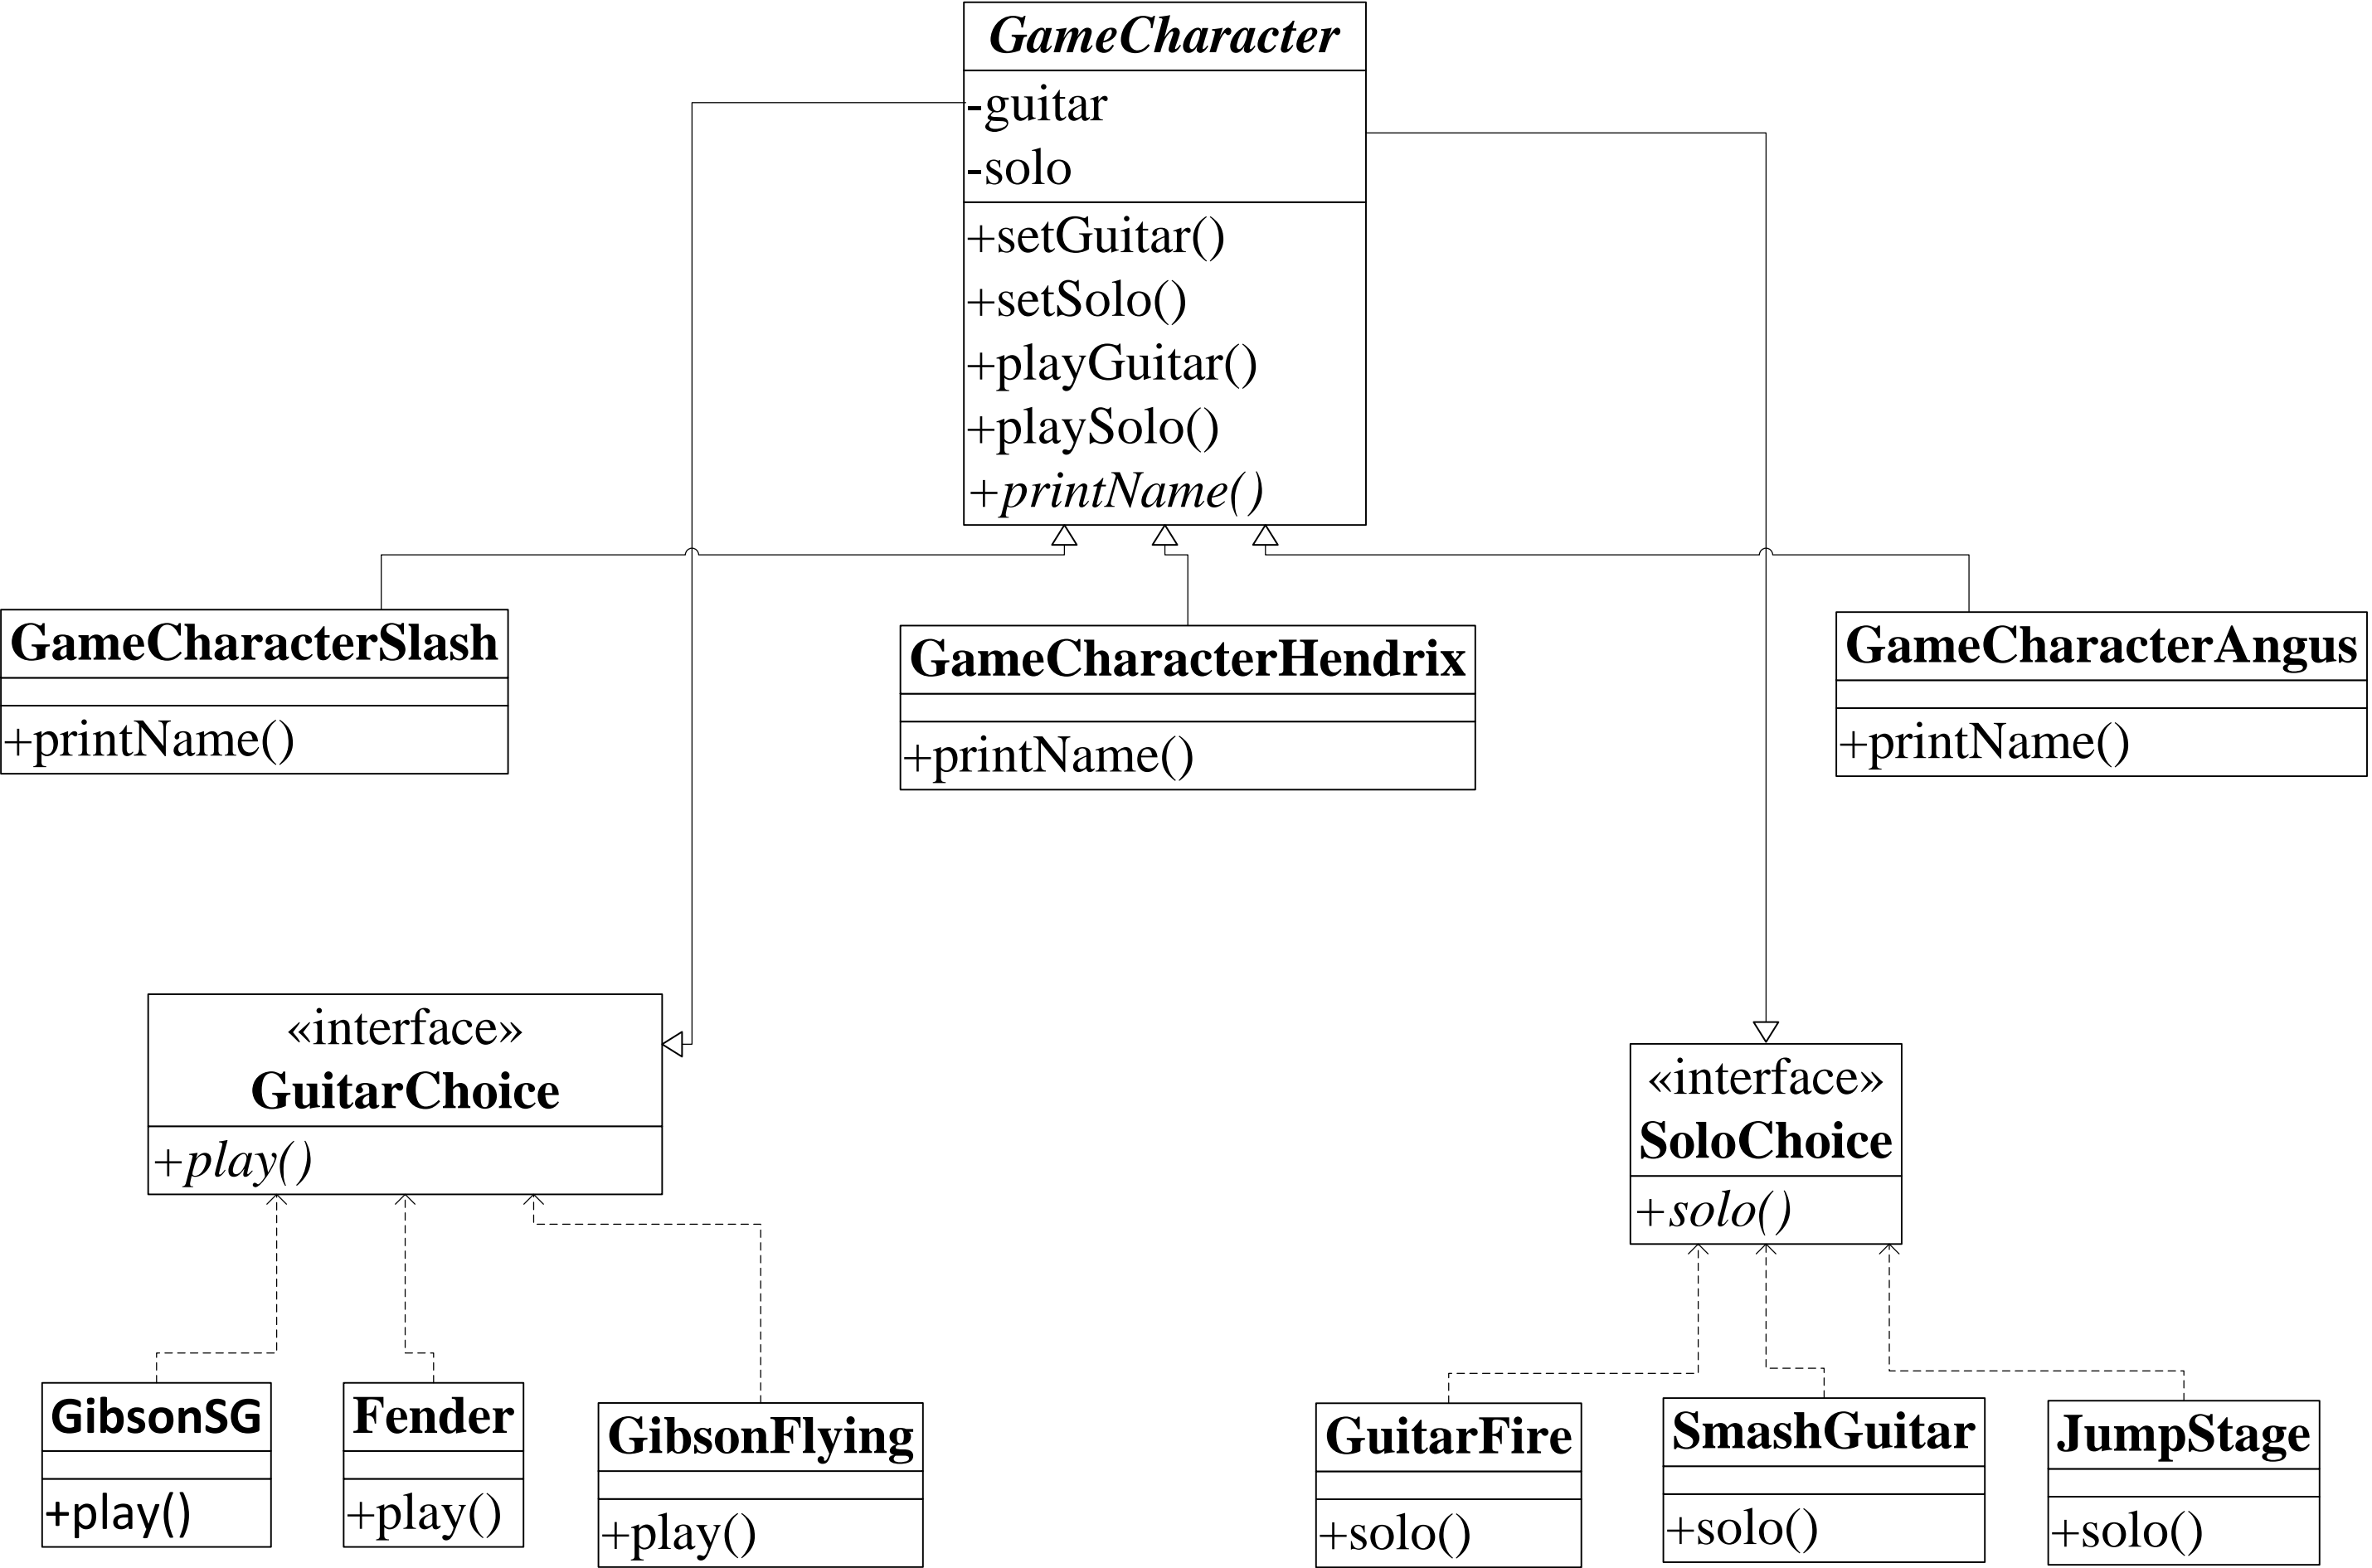 GameCharacter
-guitar
-solo
+setGuitar()
+setSolo()
+playGuitar()
+playSolo()
+printName()
GameCharacterSlash
+printName()
GameCharacterHendrix
+printName()
GameCharacterAngus
+printName()
«interface»
GuitarChoice
+play()
«interface»
SoloChoice
+solo()
GibsonSG
+play()
Fender
+play()
GibsonFlying
+play()
GuitarFire
+solo()
SmashGuitar
+solo()
JumpStage
+solo()